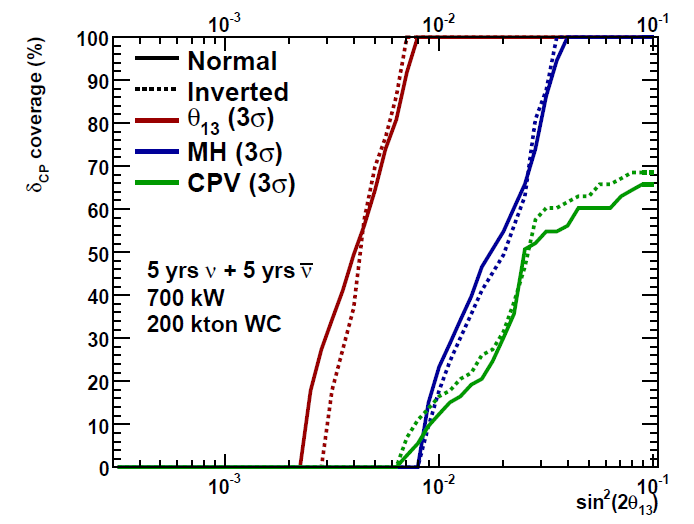 10⁻³ 10⁻² 10⁻¹
δCP coverage (%)
100
90
80
70
60
50
40
30
20
10
0
Normal
Inverted
θ₁₃ (3σ)
MH (3σ)
CPV (3σ)
5 yrs ν + 5 yrs ν̅
700 kW
200 kton WC
10⁻³ 10⁻² 10⁻¹
sin²(2θ₁₃)